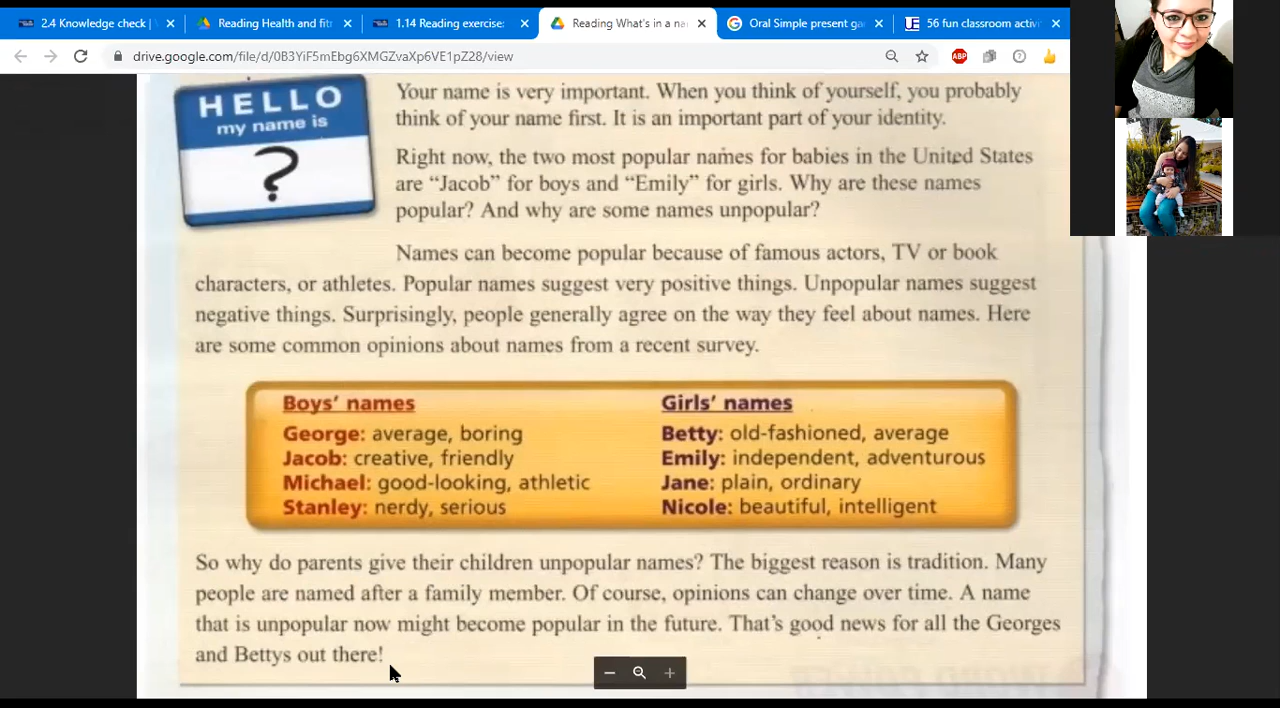 2.4 Knowledge check |
Reading Health and fit
1.14 Reading exercise:
Reading What's in a na
Oral Simple present ga
56 fun classroom activ
drive.google.com/file/d/0B3YiF5mEbg6XMGZvaXp6VE1pZ28/view
ABP
HELLO
my name is
?
Your name is very important. When you think of yourself, you probably
think of your name first. It is an important part of your identity.
Right now, the two most popular names for babies in the United States
are “Jacob” for boys and “Emily” for girls. Why are these names
popular? And why are some names unpopular?
Names can become popular because of famous actors, TV or book
characters, or athletes. Popular names suggest very positive things. Unpopular names suggest
negative things. Surprisingly, people generally agree on the way they feel about names. Here
are some common opinions about names from a recent survey.
Boys’ names
George: average, boring
Jacob: creative, friendly
Michael: good-looking, athletic
Stanley: nerdy, serious
Girls’ names
Betty: old-fashioned, average
Emily: independent, adventurous
Jane: plain, ordinary
Nicole: beautiful, intelligent
So why do parents give their children unpopular names? The biggest reason is tradition. Many
people are named after a family member. Of course, opinions can change over time. A name
that is unpopular now might become popular in the future. That’s good news for all the Georges
and Bettys out there!